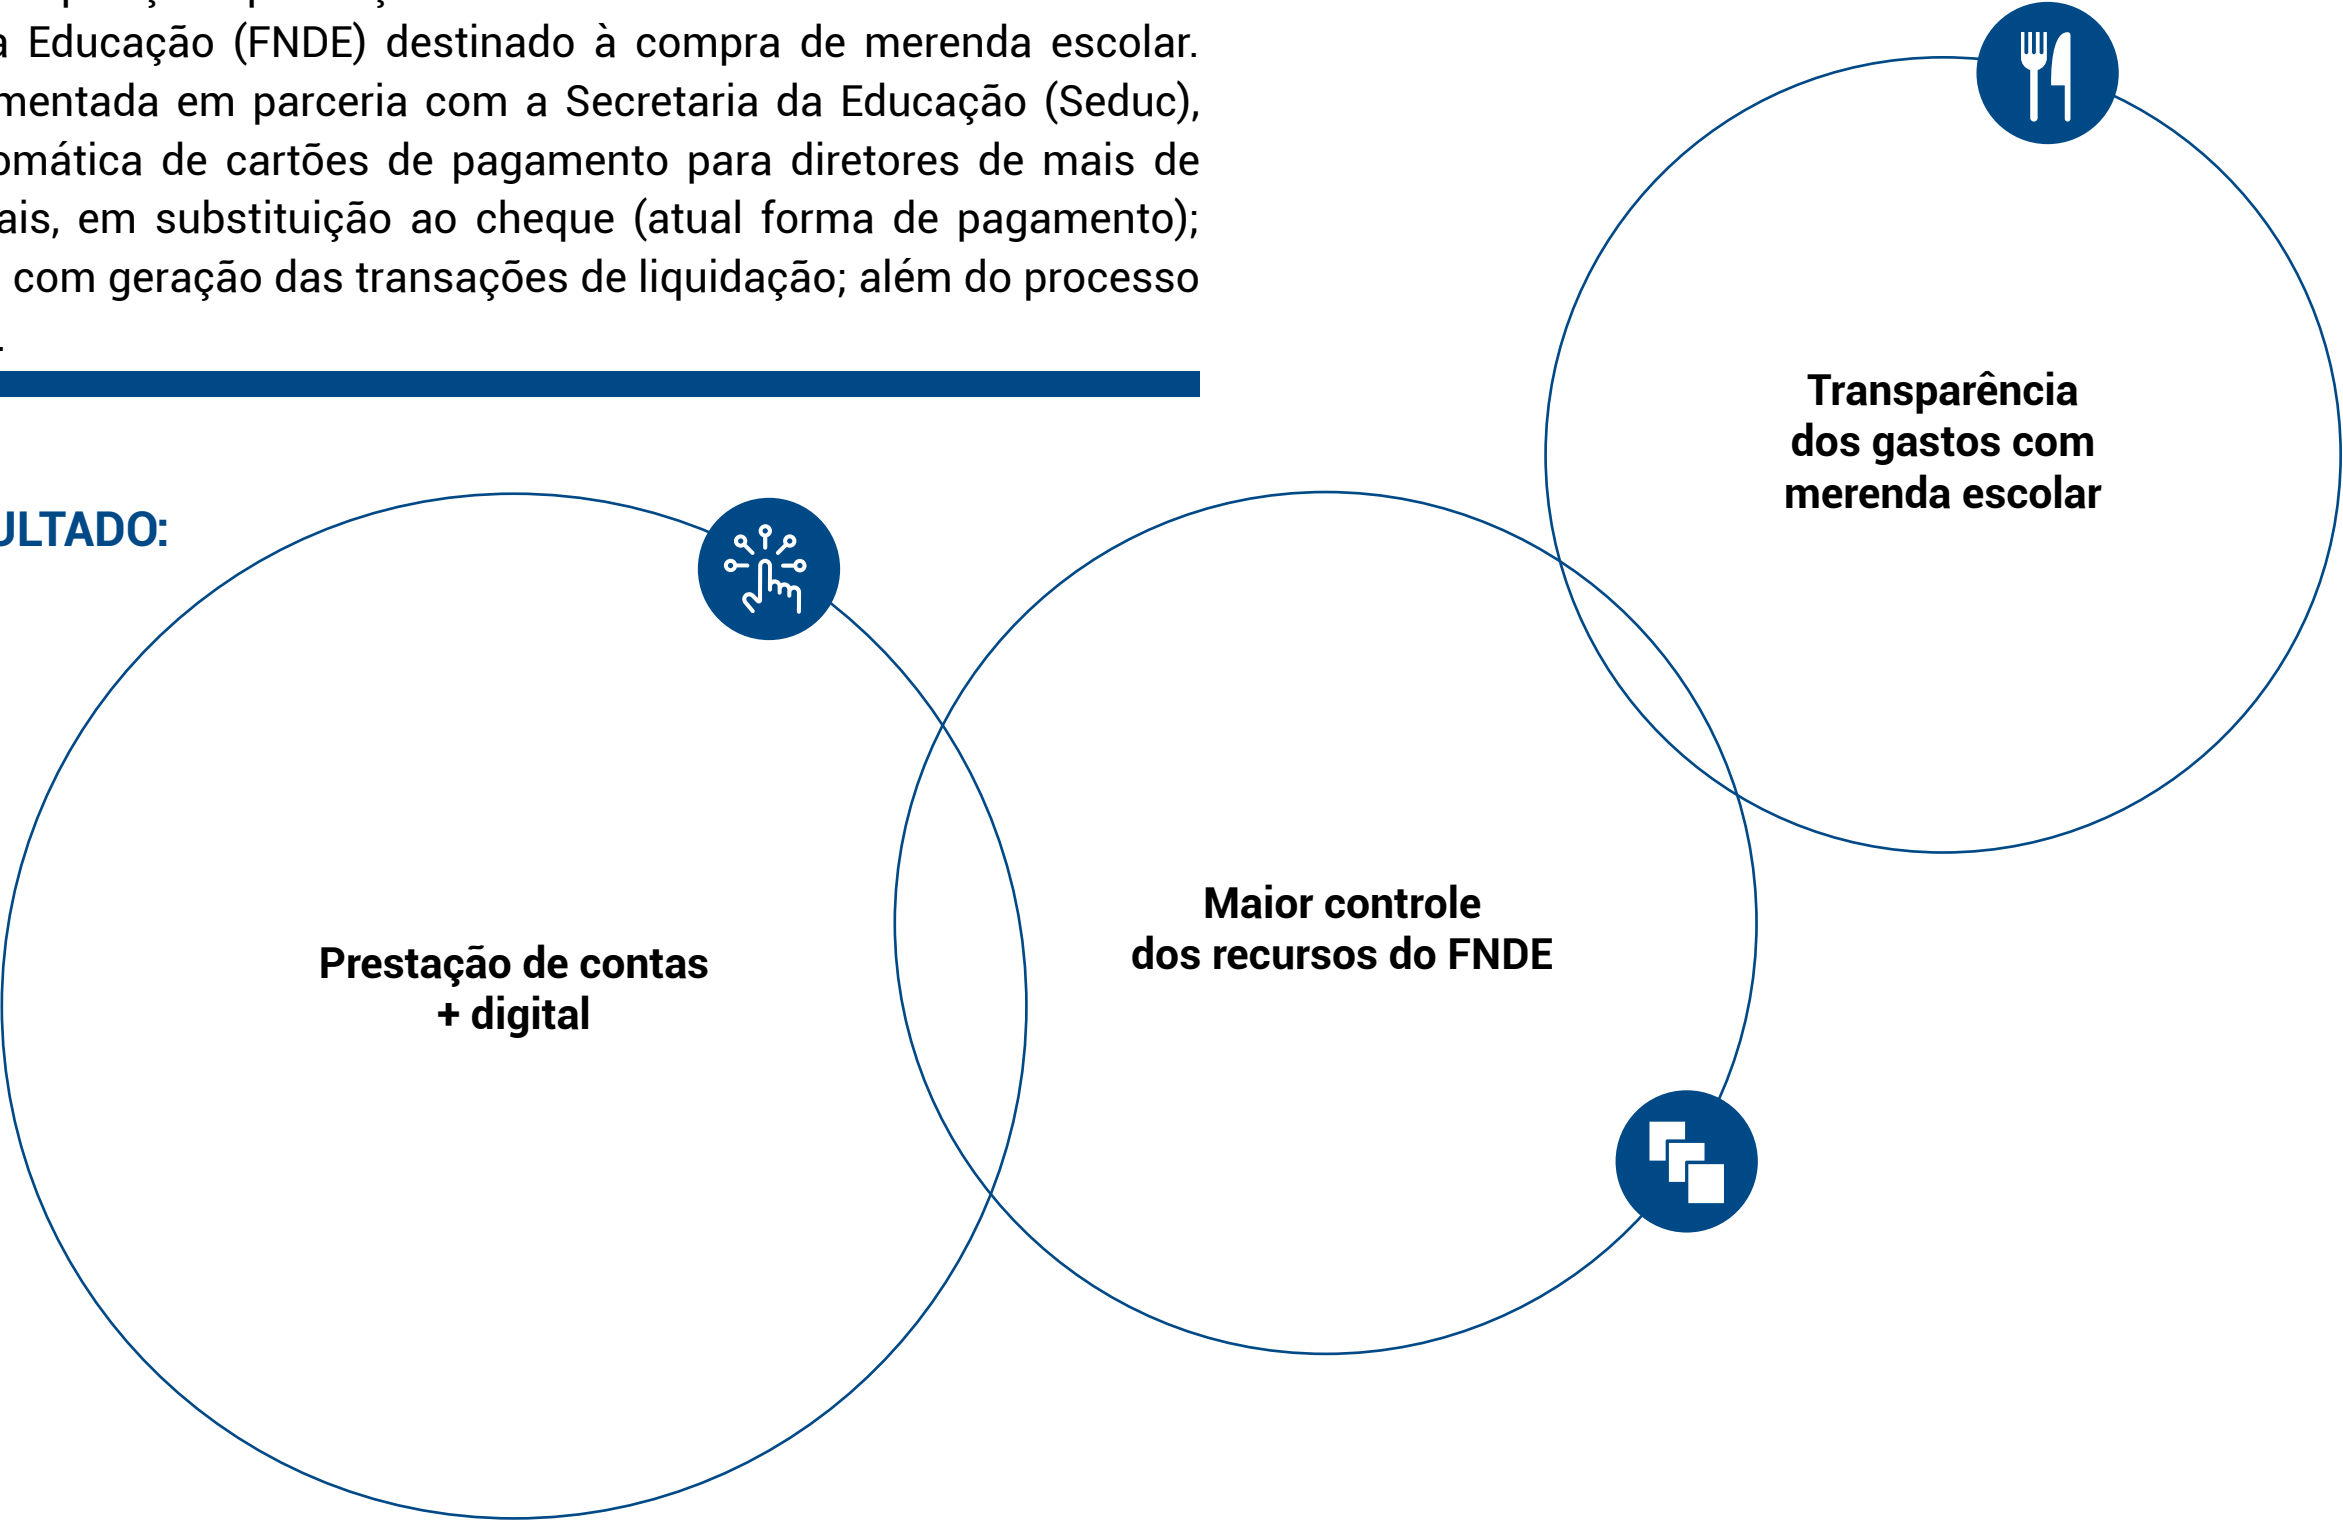 Educação (FNDE) destinado à compra de merenda escolar.
em parceria com a Secretaria da Educação (Seduc),
de cartões de pagamento para diretores de mais de
em substituição ao cheque (atual forma de pagamento);
com geração das transações de liquidação; além do processo
Transparência
dos gastos com
merenda escolar
ULTADO:
Maior controle
dos recursos do FNDE
Prestação de contas
+ digital